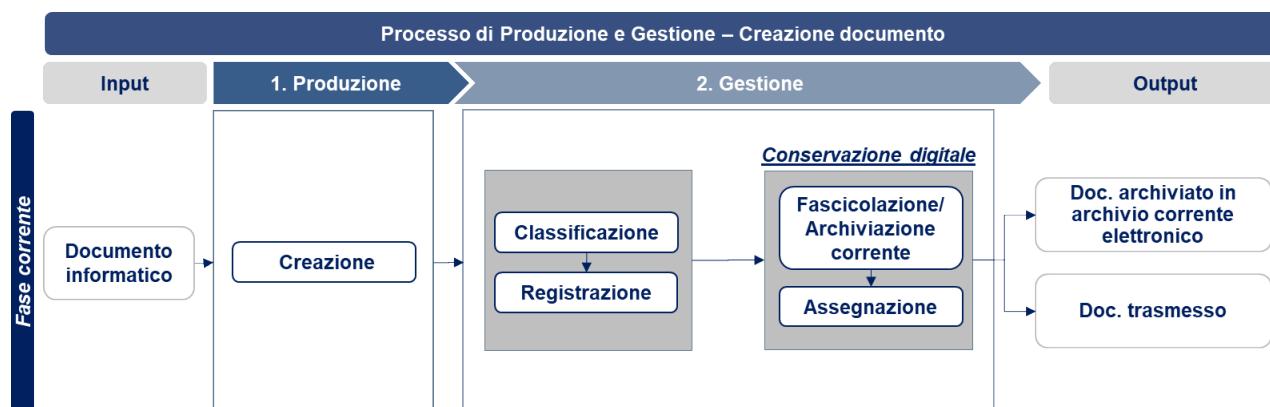 Processo di Produzione e Gestione – Creazione documento
Input
1. Produzione
2. Gestione
Output
Fase corrente
Documento
informatico
Creazione
Classificazione
Registrazione
Conservazione digitale
Fascicolazione/
Archiviazione
corrente
Assegnazione
Doc. archiviato in
archivio corrente
elettronico
Doc. trasmesso